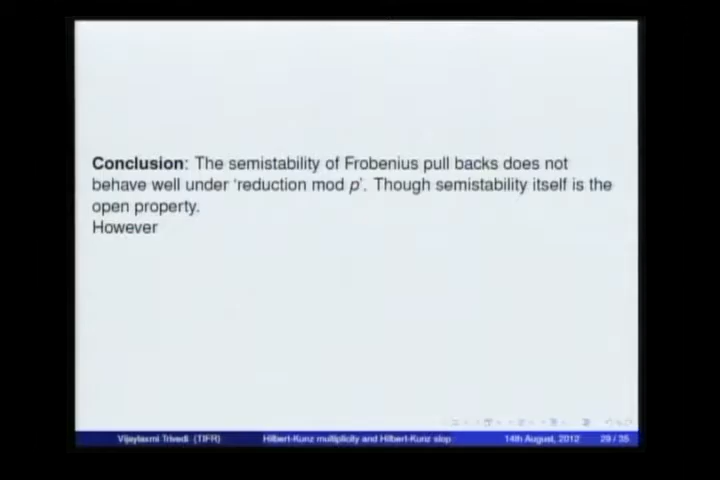 Conclusion: The semistability of Frobenius pull backs does not
behave well under 'reduction mod p'. Though semistability itself is the
open property.
However
Vijaylaxmi Trivedi (TIFR) Hilbert-Kunz multiplicity and Hilbert-Kunz slop 14th August, 2012 29 / 35